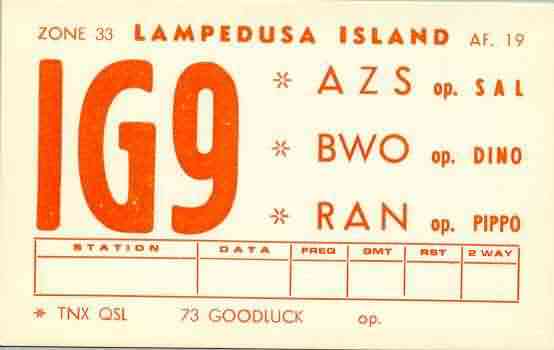 ZONE 33 LAMPEDUSA ISLAND AF. 19
IG9
* AZS op. SAL
* BWO op. DINO
* RAN op. PIPPO
STATION DATA FREQ GMT RST 2 WAY
* TNX QSL 73 GOODLUCK op.